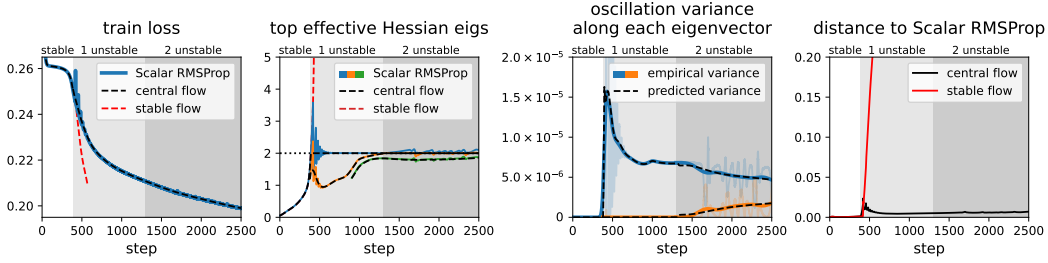 train loss
stable 1 unstable 2 unstable
0.26
0.24
0.22
0.20
Scalar RMSProp
central flow
stable flow
0 500 1000 1500 2000 2500
step
top effective Hessian eigs
stable 1 unstable 2 unstable
5
4
3
2
1
0
Scalar RMSProp
central flow
stable flow
0 500 1000 1500 2000 2500
step
oscillation variance
along each eigenvector
stable 1 unstable 2 unstable
2.0 × 10⁻⁵
1.5 × 10⁻⁵
1.0 × 10⁻⁵
5.0 × 10⁻⁶
0
empirical variance
predicted variance
0 500 1000 1500 2000 2500
step
distance to Scalar RMSProp
stable 1 unstable 2 unstable
0.20
0.15
0.10
0.05
0.00
central flow
stable flow
0 500 1000 1500 2000 2500
step